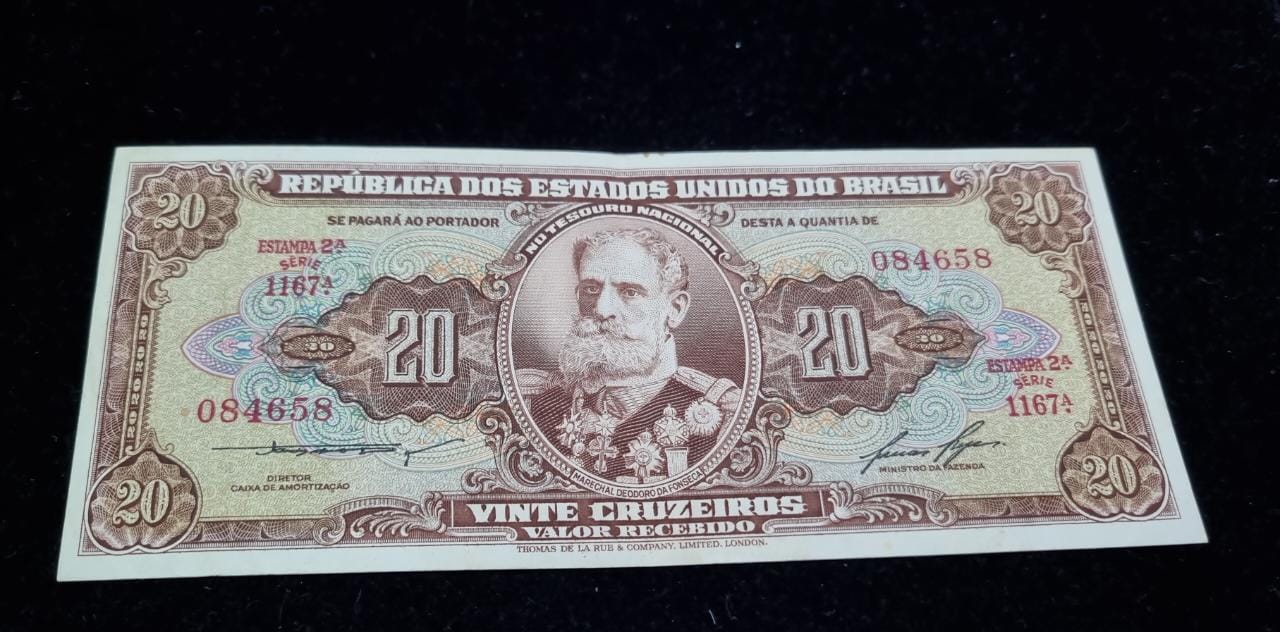 REPÚBLICA DOS ESTADOS UNIDOS DO BRASIL
20
20
SE PAGARÁ AO PORTADOR
NO TESOURO NACIONAL
DESTA A QUANTIA DE
ESTAMPA 2ª
SÉRIE
1167ª
084658
20
20
20
20
ESTAMPA 2ª
SÉRIE
1167ª
084658
DIRETOR
CAIXA DE AMORTIZAÇÃO
MINISTRO DA FAZENDA
MARECHAL DEODORO DA FONSECA
20
20
VINTE CRUZEIROS
VALOR RECEBIDO
THOMAS DE LA RUE & COMPANY, LIMITED, LONDON.